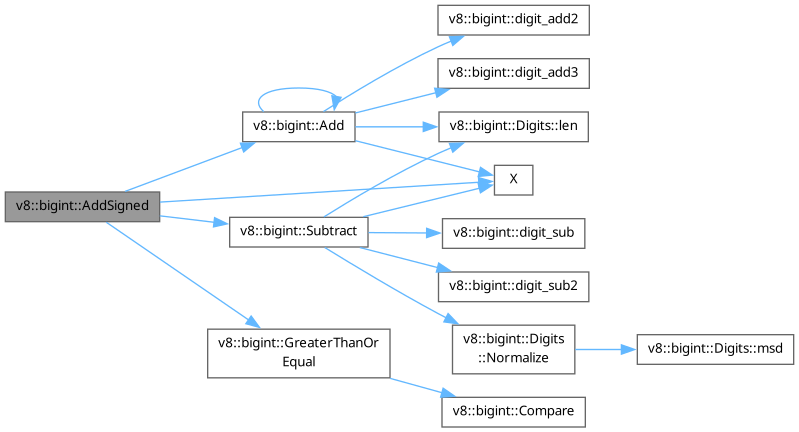 v8::bigint::digit_add2
v8::bigint::digit_add3
v8::bigint::Add
v8::bigint::Digits::len
X
v8::bigint::AddSigned
v8::bigint::Subtract
v8::bigint::digit_sub
v8::bigint::digit_sub2
v8::bigint::GreaterThanOr
Equal
v8::bigint::Digits
::Normalize
v8::bigint::Digits::msd
v8::bigint::Compare